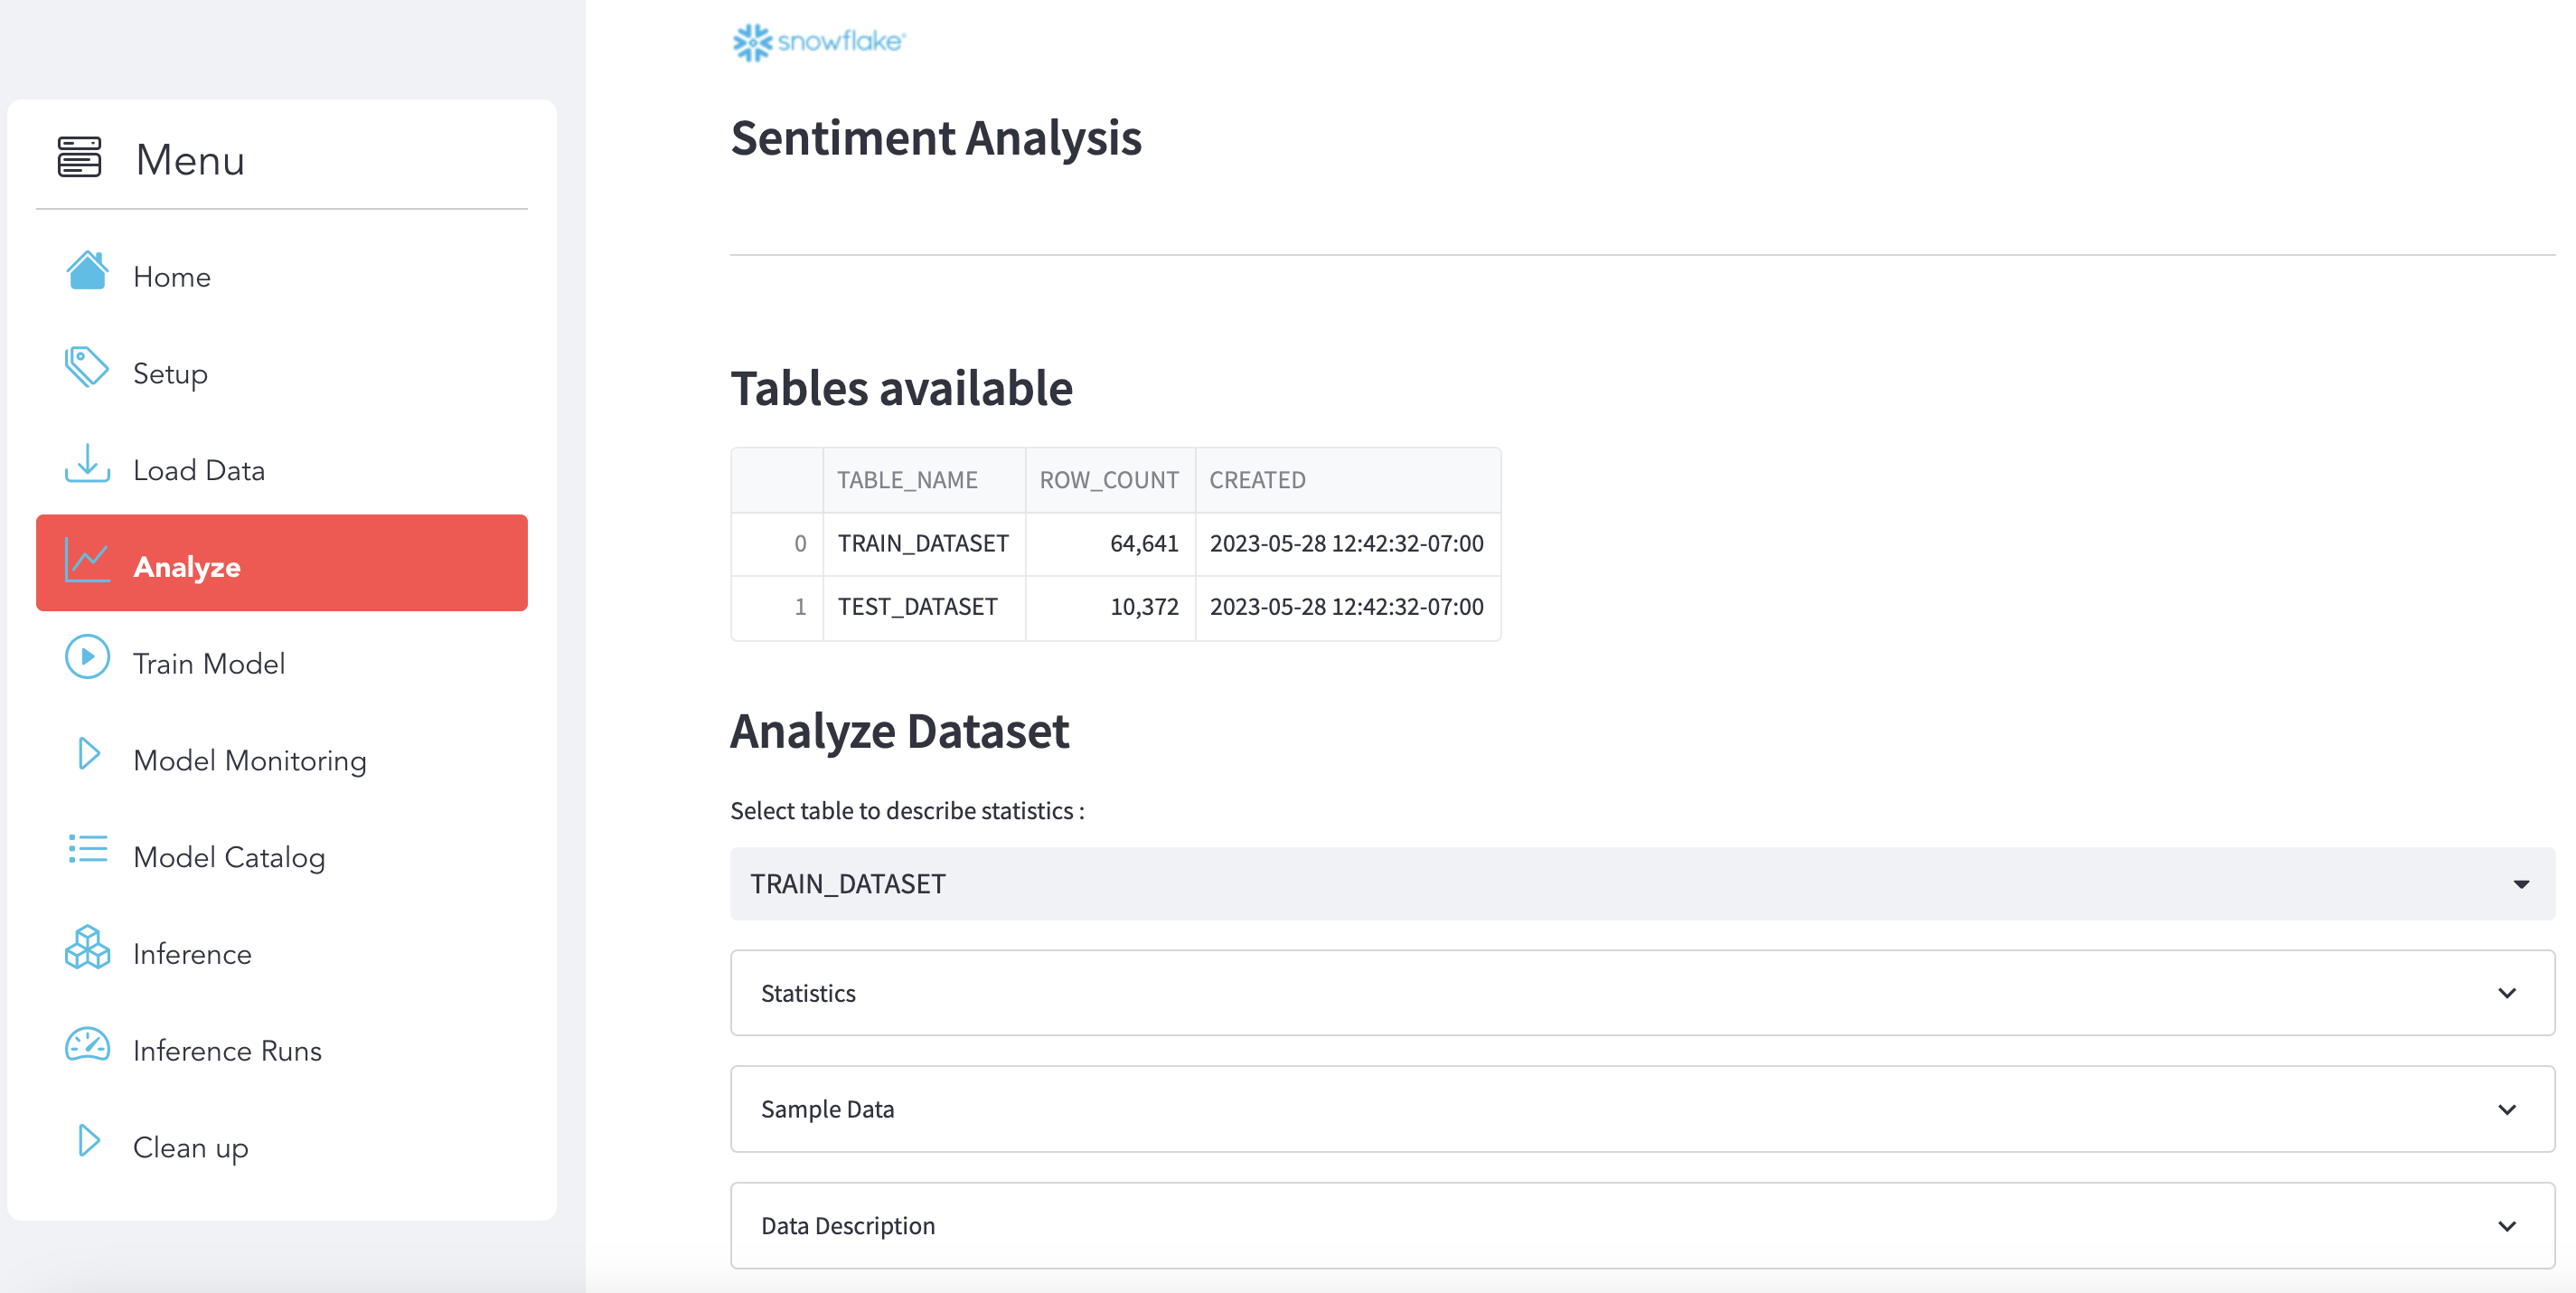 snowflake®
Sentiment Analysis
Menu
Home
Setup
Load Data
Analyze
Train Model
Model Monitoring
Model Catalog
Inference
Inference Runs
Clean up
Tables available
TABLE_NAME ROW_COUNT CREATED
0 TRAIN_DATASET 64,641 2023-05-28 12:42:32-07:00
1 TEST_DATASET 10,372 2023-05-28 12:42:32-07:00
Analyze Dataset
Select table to describe statistics :
TRAIN_DATASET
Statistics
Sample Data
Data Description